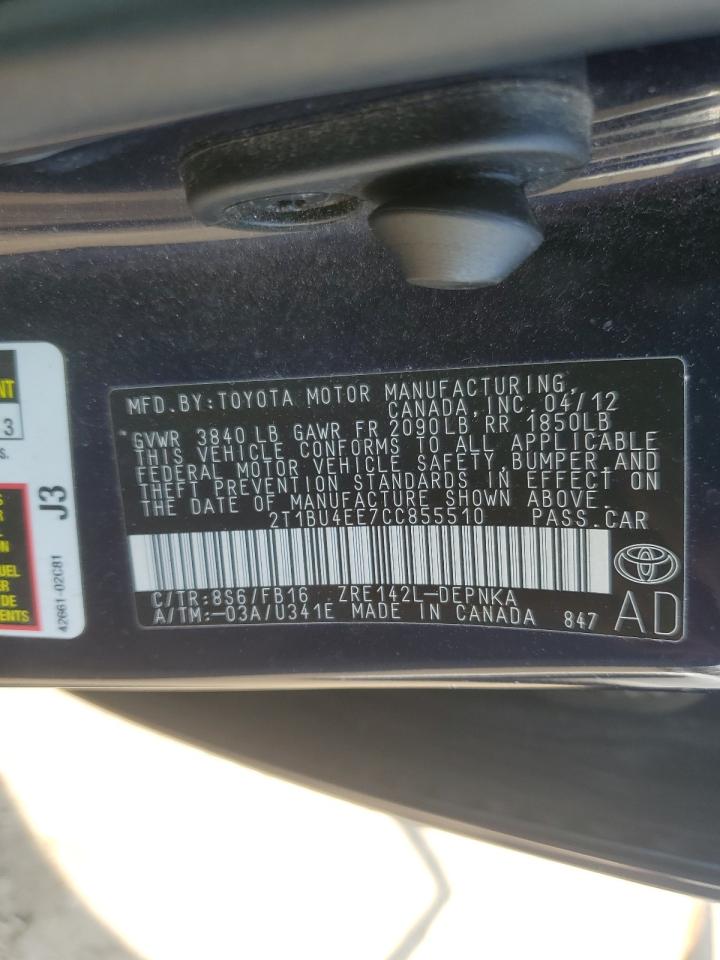 MFD.BY:TOYOTA MOTOR MANUFACTURING,
CANADA, INC. 04/12
GVWR 3840 LB GAWR FR 2090LB RR 1850LB
THIS VEHICLE CONFORMS TO ALL APPLICABLE
FEDERAL MOTOR VEHICLE SAFETY,BUMPER,AND
THEFT PREVENTION STANDARDS IN EFFECT ON
THE DATE OF MANUFACTURE SHOWN ABOVE.
2T1BU4EE7CC855510 PASS.CAR
C/TR:8S6/FB16 ZRE142L-DEPNKA
A/TM:-03A/U341E MADE IN CANADA 847
AD
J3
42661-02C81
3